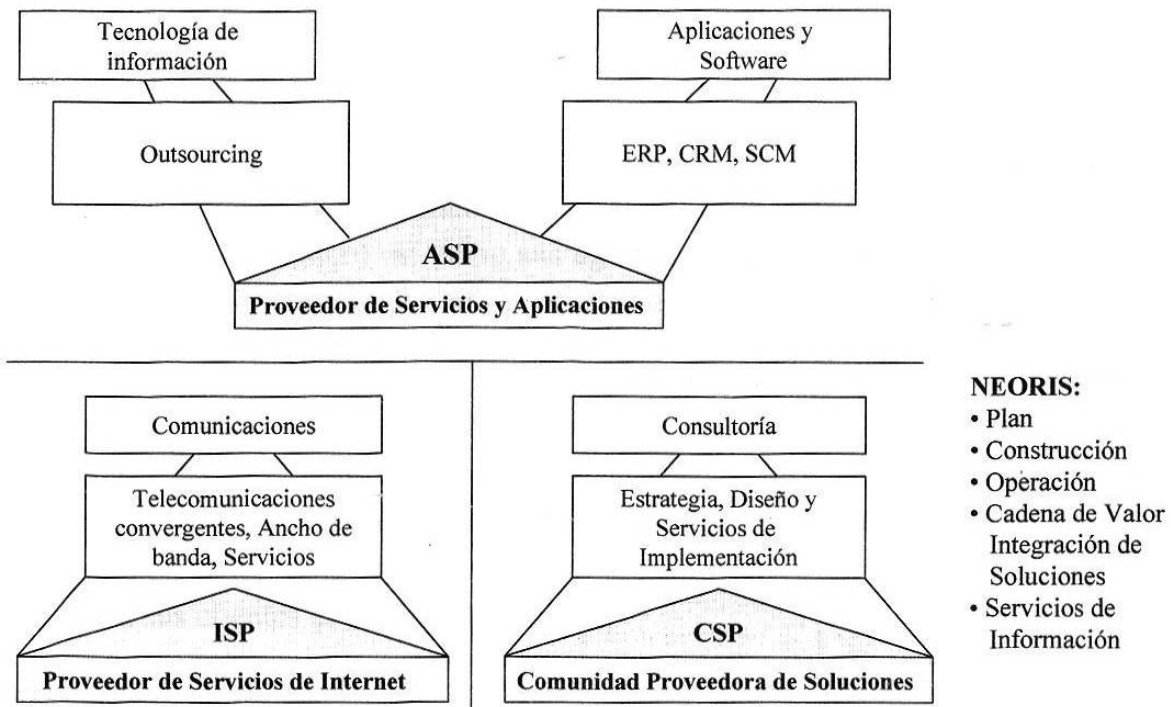 Tecnología de
información
Aplicaciones y
Software
Outsourcing
ERP, CRM, SCM
ASP
Proveedor de Servicios y Aplicaciones
Comunicaciones
Telecomunicaciones
convergentes, Ancho de
banda, Servicios
ISP
Proveedor de Servicios de Internet
Consultoría
Estrategia, Diseño y
Servicios de
Implementación
CSP
Comunidad Proveedora de Soluciones
NEORIS:
• Plan
• Construcción
• Operación
• Cadena de Valor
Integración de
Soluciones
• Servicios de
Información